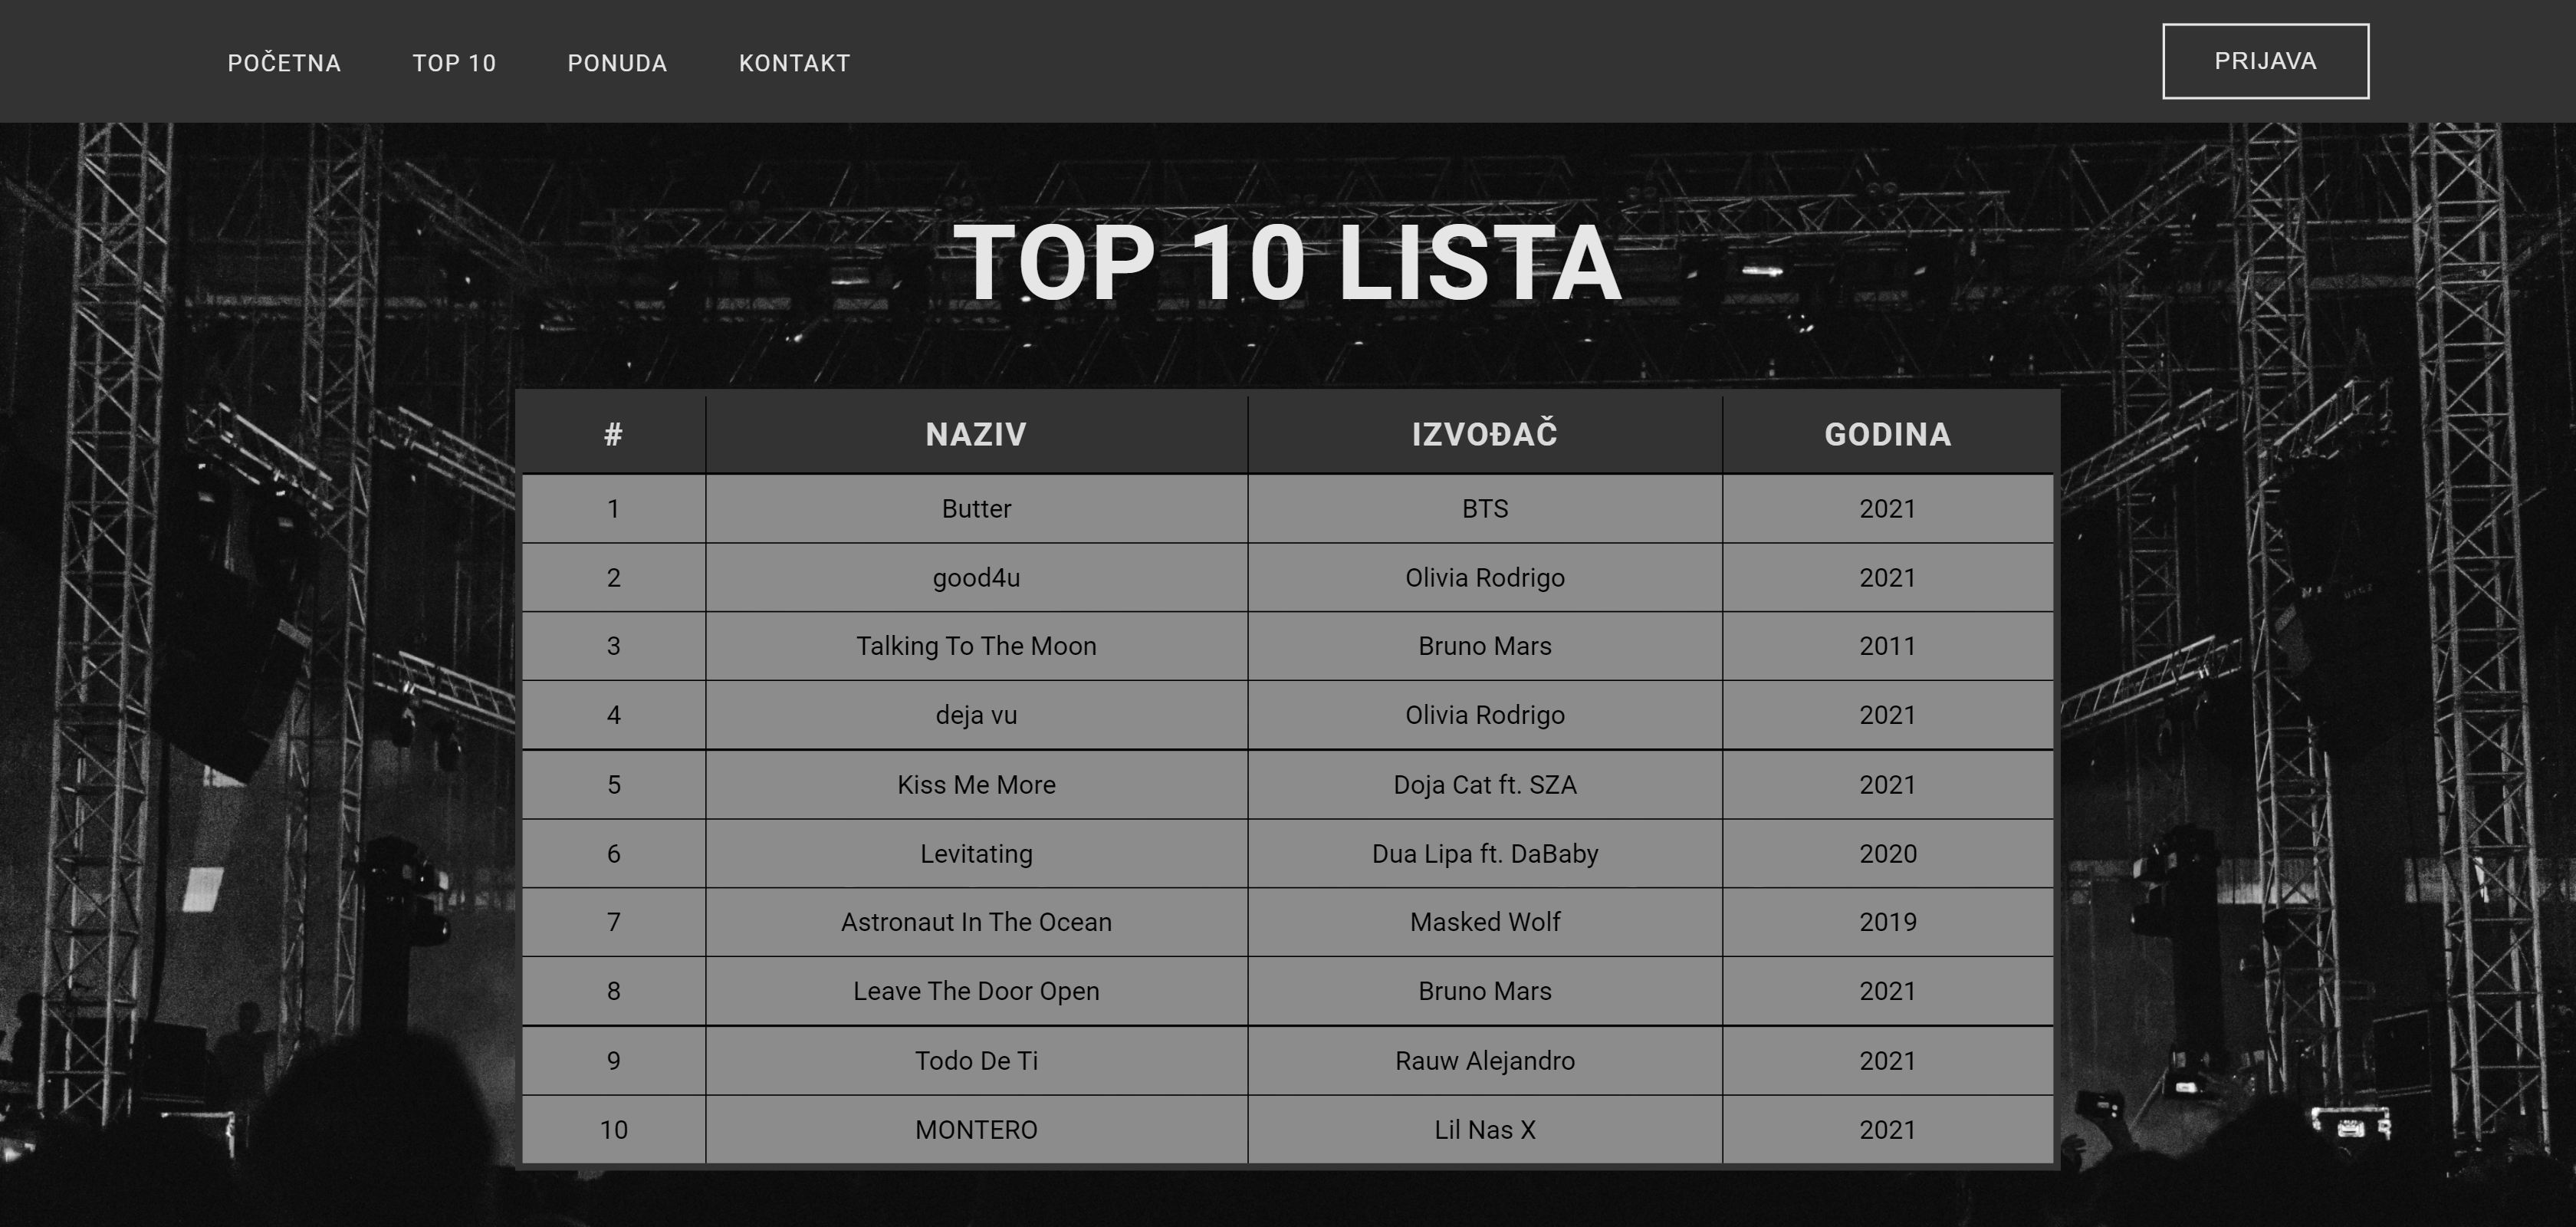 POČETNA TOP 10 PONUDA KONTAKT PRIJAVA
TOP 10 LISTA
# NAZIV IZVOĐAČ GODINA
1 Butter BTS 2021
2 good4u Olivia Rodrigo 2021
3 Talking To The Moon Bruno Mars 2011
4 deja vu Olivia Rodrigo 2021
5 Kiss Me More Doja Cat ft. SZA 2021
6 Levitating Dua Lipa ft. DaBaby 2020
7 Astronaut In The Ocean Masked Wolf 2019
8 Leave The Door Open Bruno Mars 2021
9 Todo De Ti Rauw Alejandro 2021
10 MONTERO Lil Nas X 2021